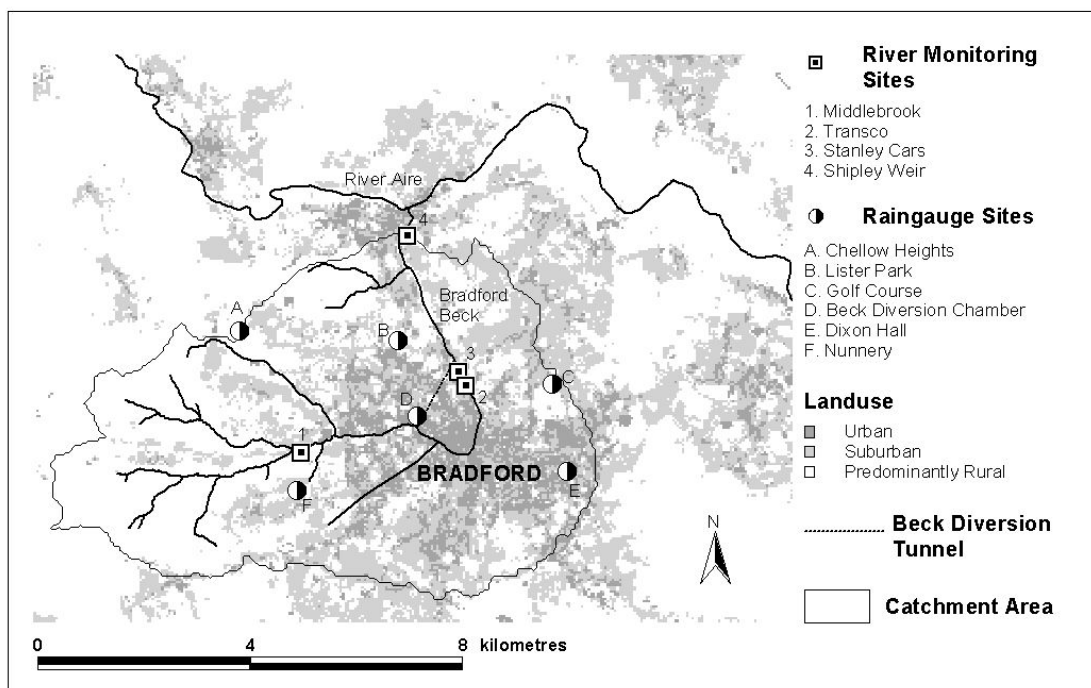 River Aire
4
A
B
Bradford
Beck
3
C
2
D
1
BRADFORD
E
F
N
0 4 8 kilometres
River Monitoring
Sites
1. Middlebrook
2. Transco
3. Stanley Cars
4. Shipley Weir
Raingauge Sites
A. Chellow Heights
B. Lister Park
C. Golf Course
D. Beck Diversion Chamber
E. Dixon Hall
F. Nunnery
Landuse
Urban
Suburban
Predominantly Rural
Beck Diversion
Tunnel
Catchment Area